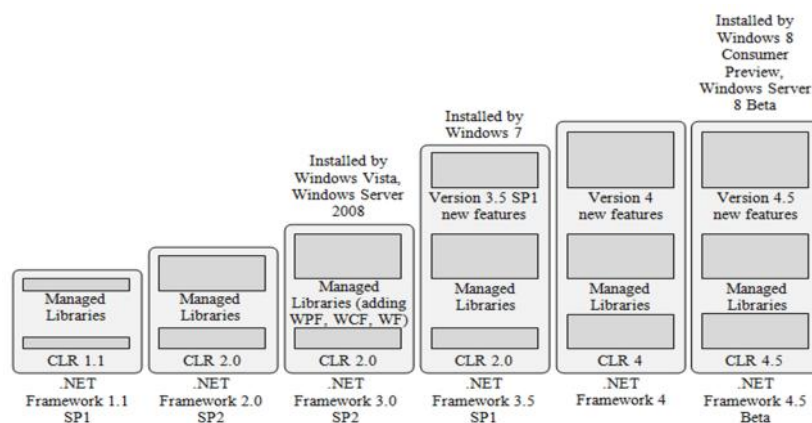 Installed by
Windows 8
Consumer
Preview,
Windows Server
8 Beta
Installed by
Windows 7
Installed by
Windows Vista,
Windows Server
2008
Managed
Libraries
CLR 1.1
.NET
Framework 1.1
SP1
Managed
Libraries
CLR 2.0
.NET
Framework 2.0
SP2
Managed
Libraries (adding
WPF, WCF, WF)
CLR 2.0
.NET
Framework 3.0
SP2
Version 3.5 SP1
new features
Managed
Libraries
CLR 2.0
.NET
Framework 3.5
SP1
Version 4
new features
Managed
Libraries
CLR 4
.NET
Framework 4
Version 4.5
new features
Managed
Libraries
CLR 4.5
.NET
Framework 4.5
Beta